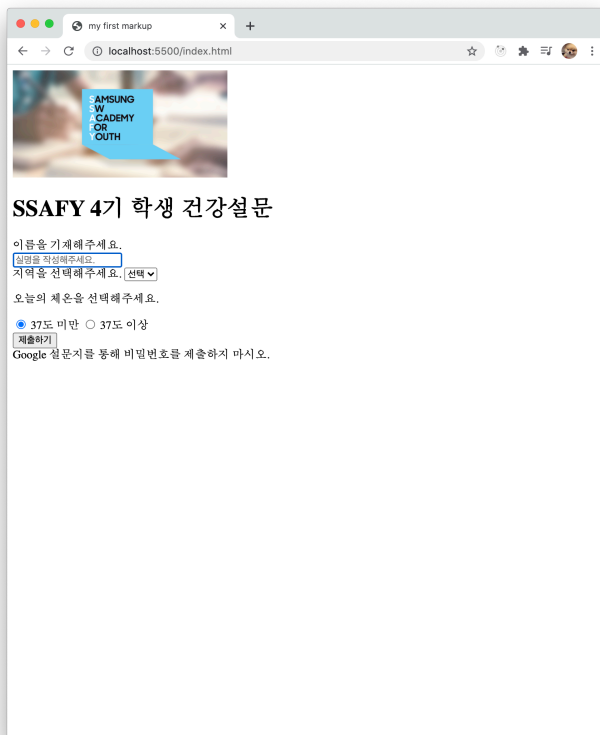 my first markup
localhost:5500/index.html
SAMSUNG
SW
ACADEMY
FOR
YOUTH
SSAFY 4기 학생 건강설문
이름을 기재해주세요.
실명을 작성해주세요.
지역을 선택해주세요. 선택
오늘의 체온을 선택해주세요.
37도 미만 37도 이상
제출하기
Google 설문지를 통해 비밀번호를 제출하지 마시오.